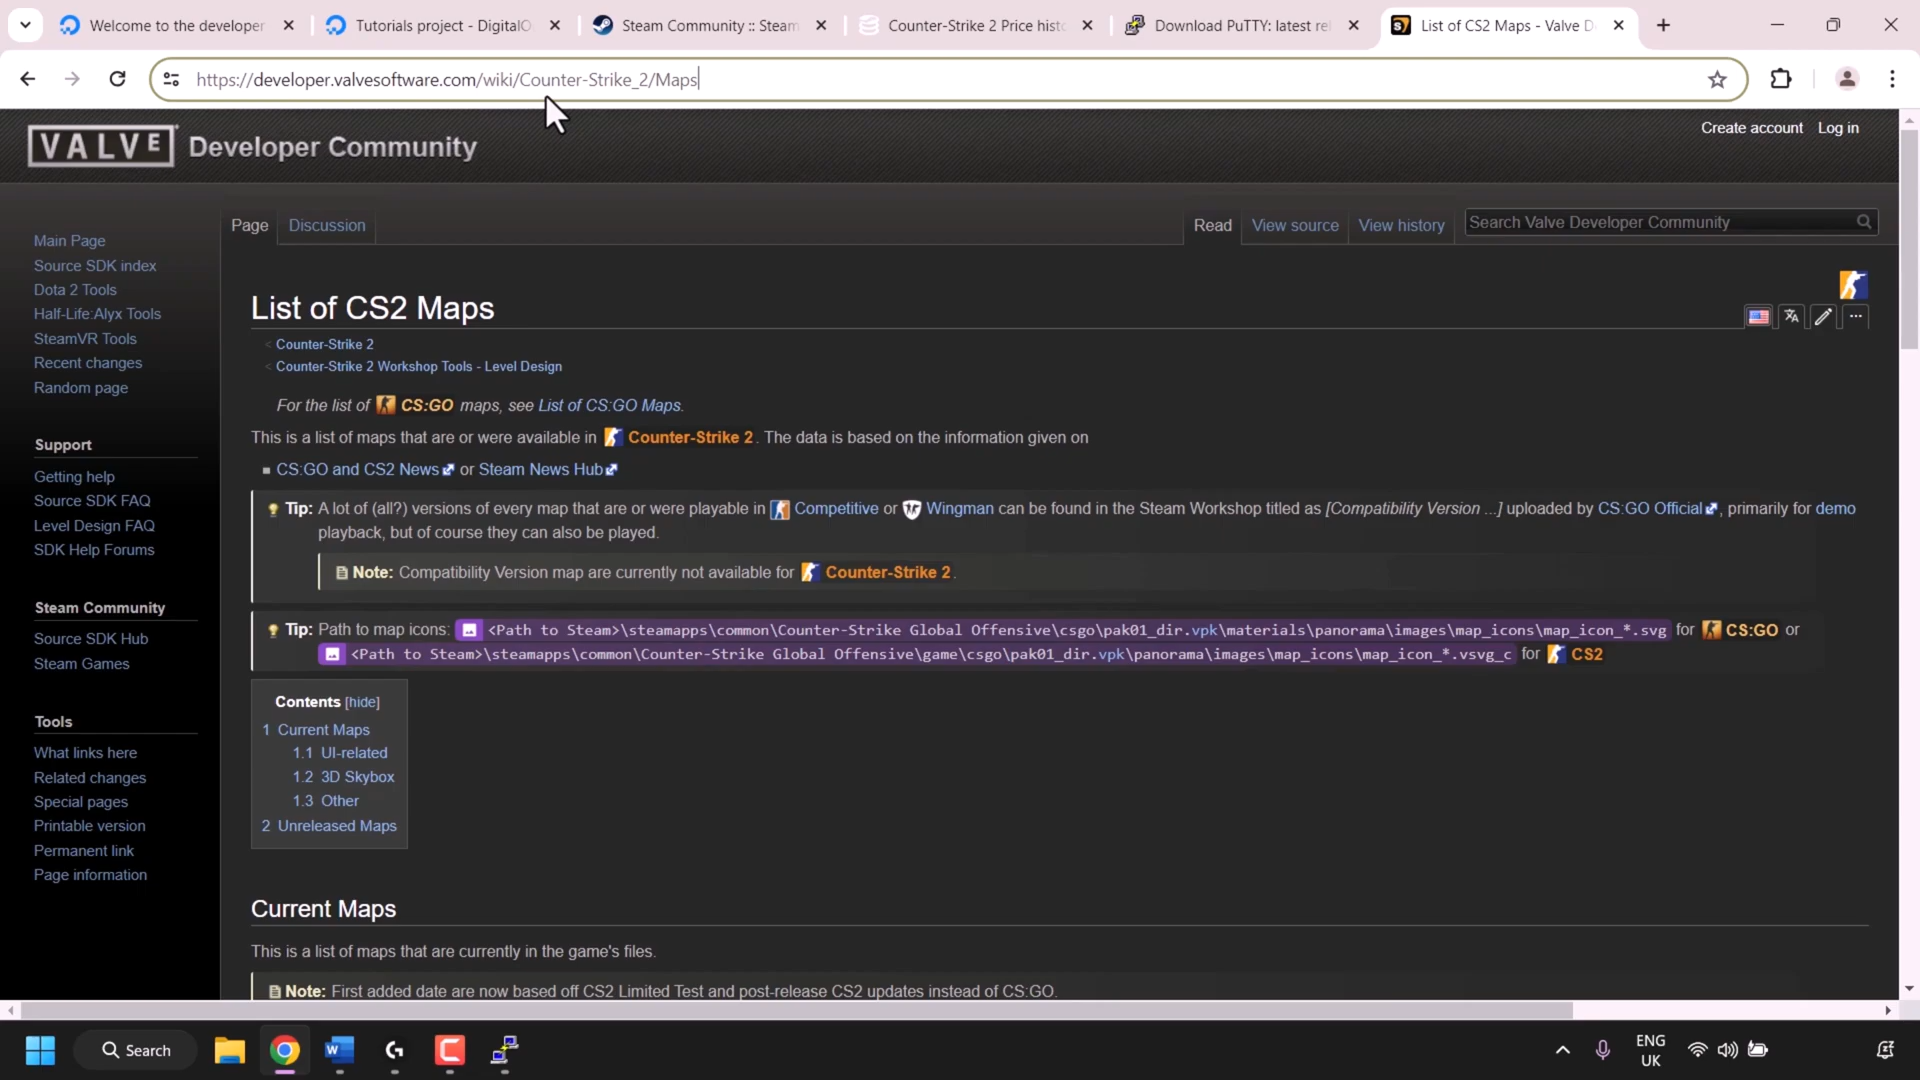 Welcome to the developer
Tutorials project - DigitalO
Steam Community :: Steam
Counter-Strike 2 Price histo
Download PuTTY: latest rel
List of CS2 Maps - Valve D
https://developer.valvesoftware.com/wiki/Counter-Strike_2/Maps
VALVE Developer Community
Create account Log in
Page Discussion
Read View source View history
Search Valve Developer Community
Main Page
Source SDK index
Dota 2 Tools
Half-Life:Alyx Tools
SteamVR Tools
Recent changes
Random page
Support
Getting help
Source SDK FAQ
Level Design FAQ
SDK Help Forums
Steam Community
Source SDK Hub
Steam Games
Tools
What links here
Related changes
Special pages
Printable version
Permanent link
Page information
List of CS2 Maps
< Counter-Strike 2
< Counter-Strike 2 Workshop Tools - Level Design
For the list of CS:GO maps, see List of CS:GO Maps.
This is a list of maps that are or were available in Counter-Strike 2. The data is based on the information given on
CS:GO and CS2 News or Steam News Hub
Tip: A lot of (all?) versions of every map that are or were playable in Competitive or Wingman can be found in the Steam Workshop titled as [Compatibility Version ...] uploaded by CS:GO Official, primarily for demo
playback, but of course they can also be played.
Note: Compatibility Version map are currently not available for Counter-Strike 2.
Tip: Path to map icons: <Path to Steam>\steamapps\common\Counter-Strike Global Offensive\csgo\pak01_dir.vpk\materials\panorama\images\map_icons\map_icon_*.svg for CS:GO or
<Path to Steam>\steamapps\common\Counter-Strike Global Offensive\game\csgo\pak01_dir.vpk\panorama\images\map_icons\map_icon_*.vsvg_c for CS2
Contents [hide]
1 Current Maps
1.1 UI-related
1.2 3D Skybox
1.3 Other
2 Unreleased Maps
Current Maps
This is a list of maps that are currently in the game's files.
Note: First added date are now based off CS2 Limited Test and post-release CS2 updates instead of CS:GO.
Search
ENG
UK